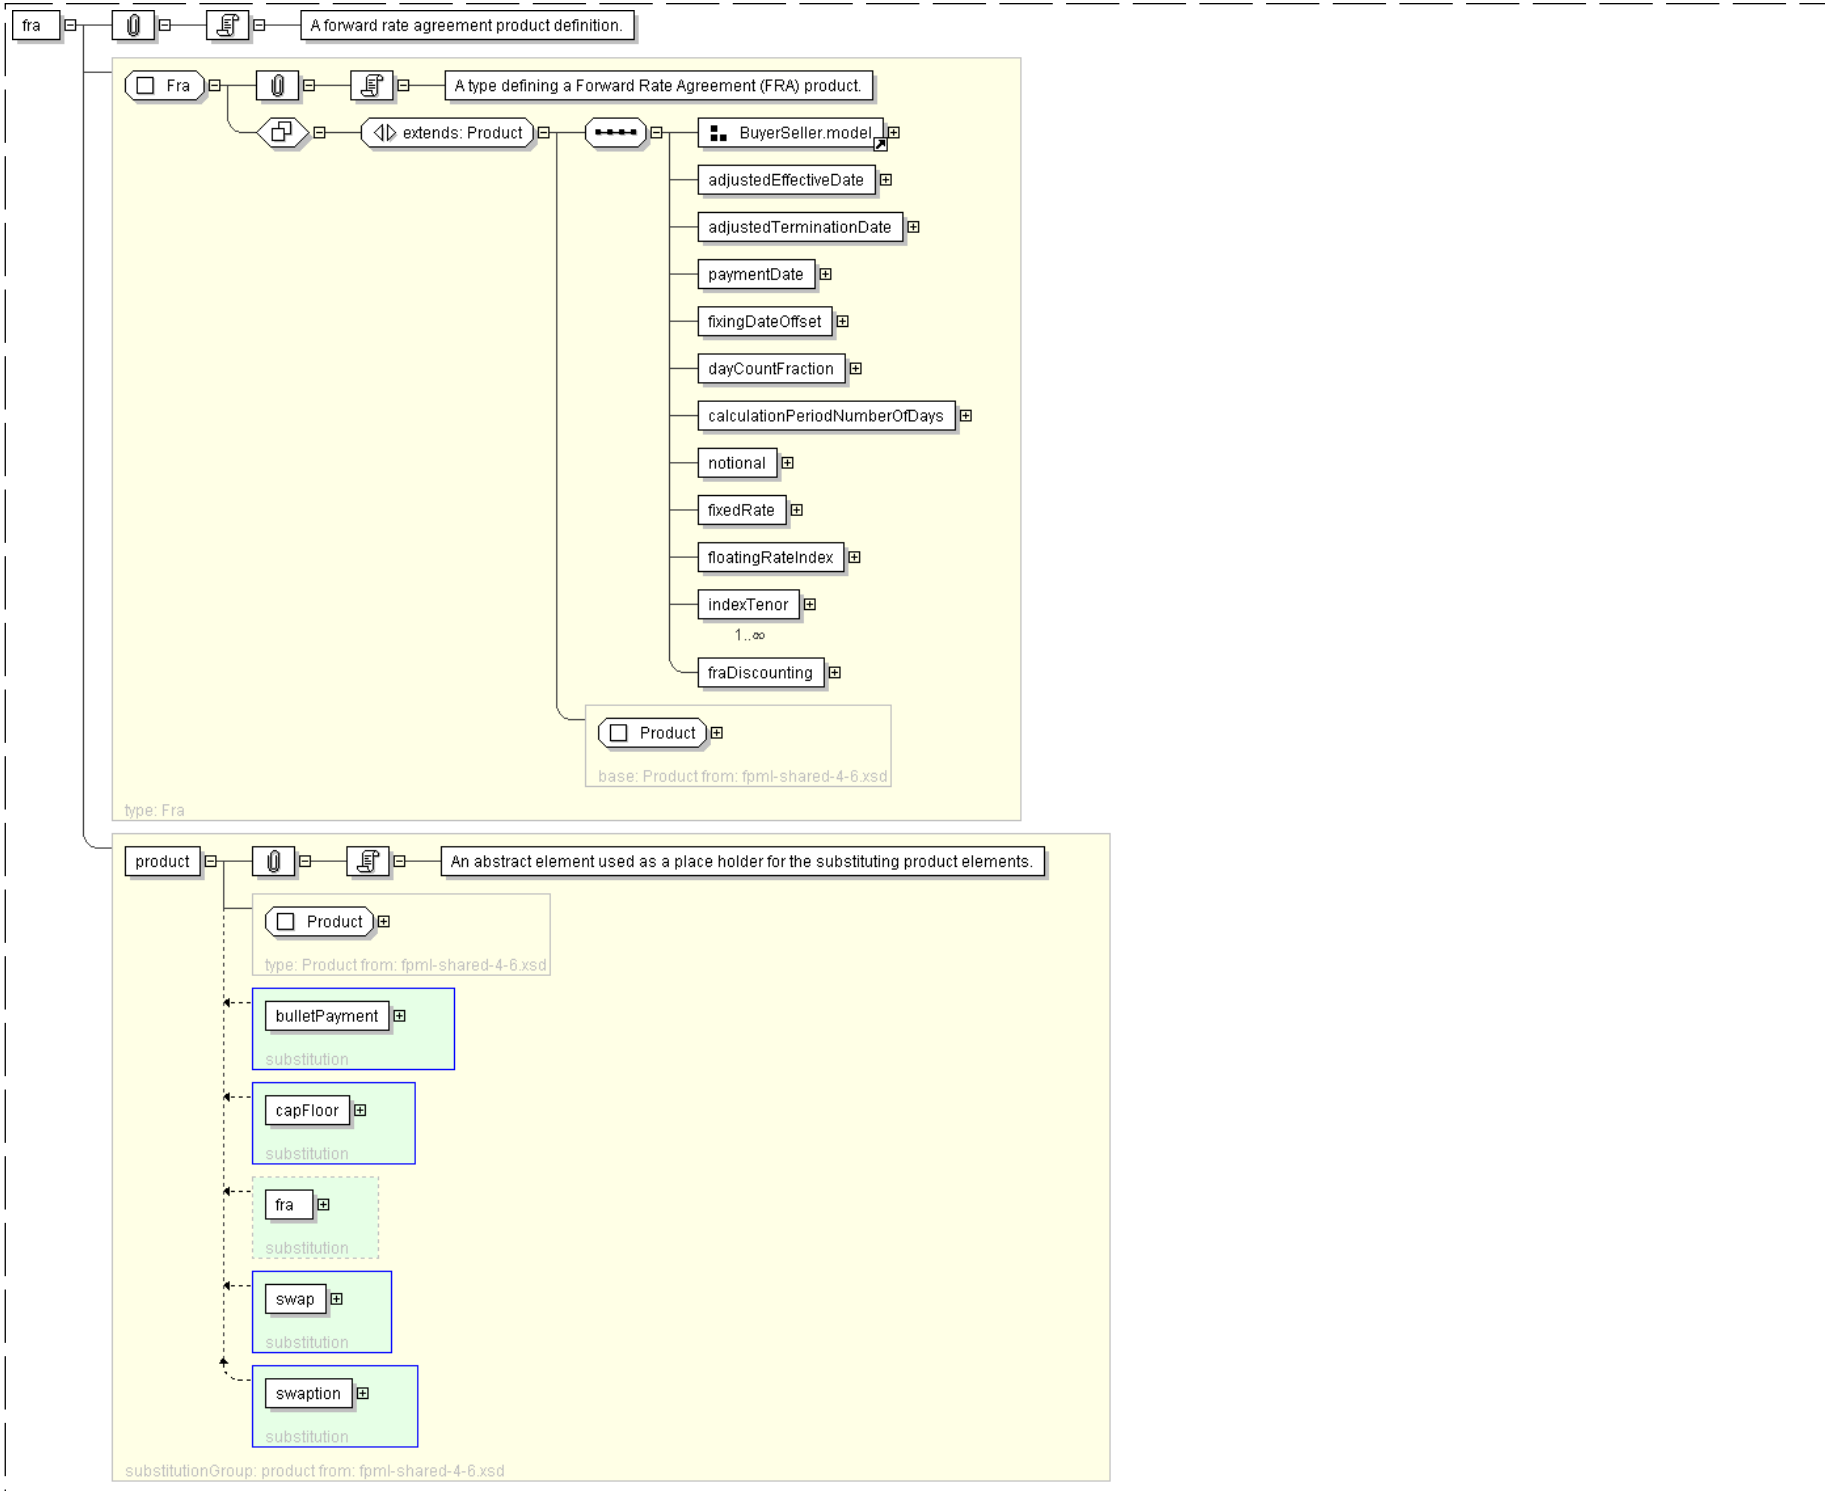 fra
A forward rate agreement product definition.
Fra
A type defining a Forward Rate Agreement (FRA) product.
extends: Product
BuyerSeller.model
adjustedEffectiveDate
adjustedTerminationDate
paymentDate
fixingDateOffset
dayCountFraction
calculationPeriodNumberOfDays
notional
fixedRate
floatingRateIndex
indexTenor
1..∞
fraDiscounting
Product
base: Product from: fpml-shared-4-6.xsd
type: Fra
product
An abstract element used as a place holder for the substituting product elements.
Product
type: Product from: fpml-shared-4-6.xsd
bulletPayment
substitution
capFloor
substitution
fra
substitution
swap
substitution
swaption
substitution
substitutionGroup: product from: fpml-shared-4-6.xsd